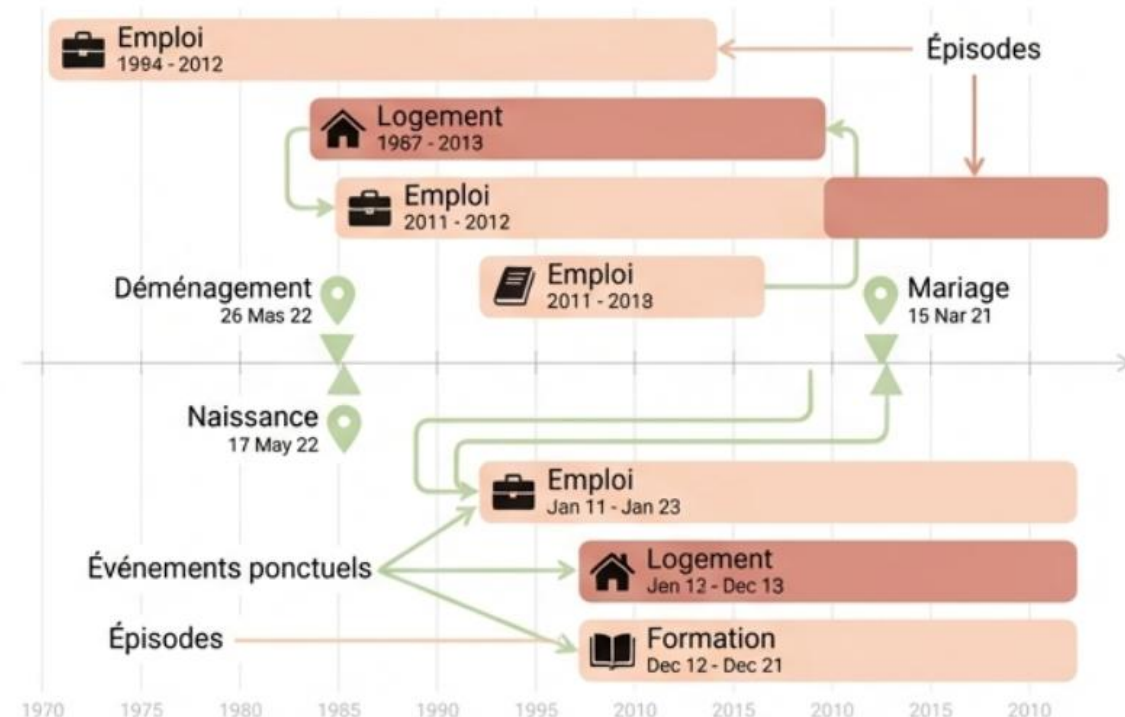 Emploi
1994 - 2012
Épisodes
Logement
1967 - 2013
Emploi
2011 - 2012
Emploi
2011 - 2013
Déménagement
26 Mas 22
Mariage
15 Nar 21
Naissance
17 May 22
Emploi
Jan 11 - Jan 23
Événements ponctuels
Logement
Jen 12 - Dec 13
Épisodes
Formation
Dec 12 - Dec 21
1970 1975 1980 1985 1990 1995 2010 2015 2010 2015 2010